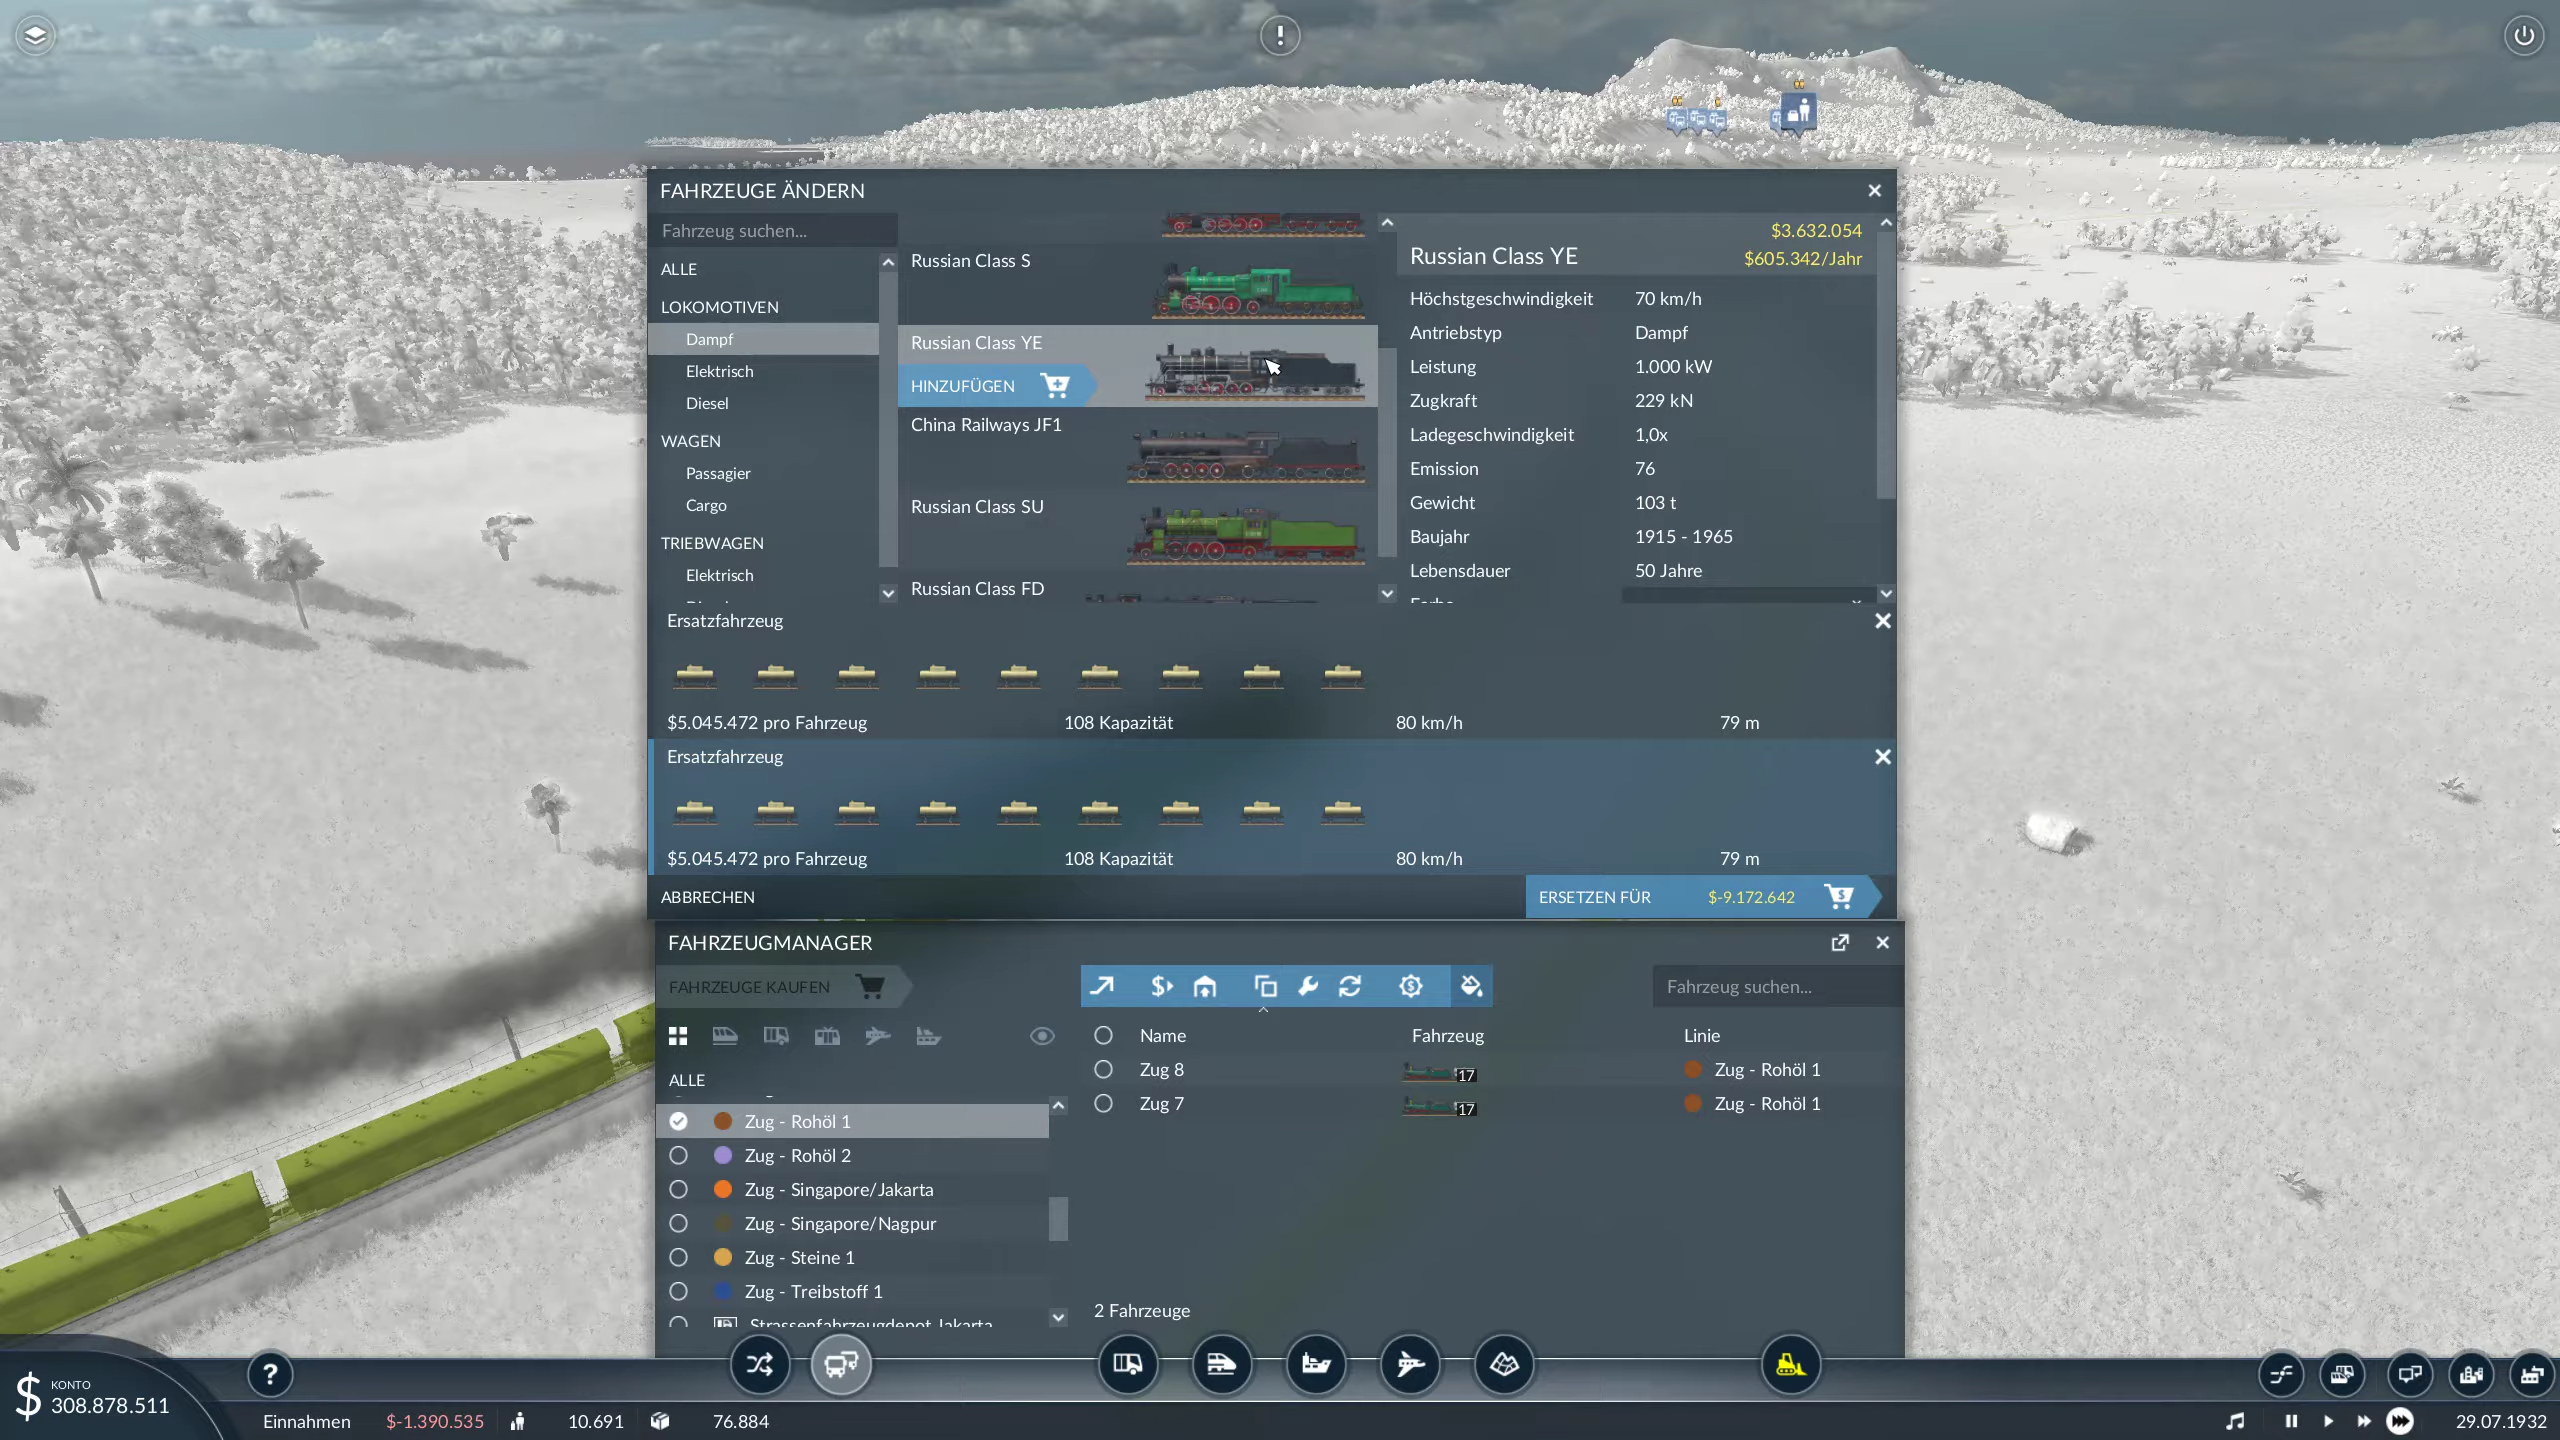 FAHRZEUGE ÄNDERN
Fahrzeug suchen...
ALLE
LOKOMOTIVEN
Dampf
Elektrisch
Diesel
WAGEN
Passagier
Cargo
TRIEBWAGEN
Elektrisch
Russian Class S
Russian Class YE
HINZUFÜGEN
China Railways JF1
Russian Class SU
Russian Class FD
$3.632.054
Russian Class YE
$605.342/Jahr
Höchstgeschwindigkeit 70 km/h
Antriebstyp Dampf
Leistung 1.000 kW
Zugkraft 229 kN
Ladegeschwindigkeit 1,0x
Emission 76
Gewicht 103 t
Baujahr 1915 - 1965
Lebensdauer 50 Jahre
Ersatzfahrzeug
$5.045.472 pro Fahrzeug 108 Kapazität 80 km/h 79 m
Ersatzfahrzeug
$5.045.472 pro Fahrzeug 108 Kapazität 80 km/h 79 m
ABBRECHEN
ERSETZEN FÜR $-9.172.642
FAHRZEUGMANAGER
FAHRZEUGE KAUFEN
Fahrzeug suchen...
ALLE
Zug - Rohöl 1
Zug - Rohöl 2
Zug - Singapore/Jakarta
Zug - Singapore/Nagpur
Zug - Steine 1
Zug - Treibstoff 1
Strassenfahrzeugdepot Jakarta
Name Fahrzeug Linie
Zug 8 17 Zug - Rohöl 1
Zug 7 17 Zug - Rohöl 1
2 Fahrzeuge
KONTO
308.878.511
Einnahmen $-1.390.535 10.691 76.884
29.07.1932